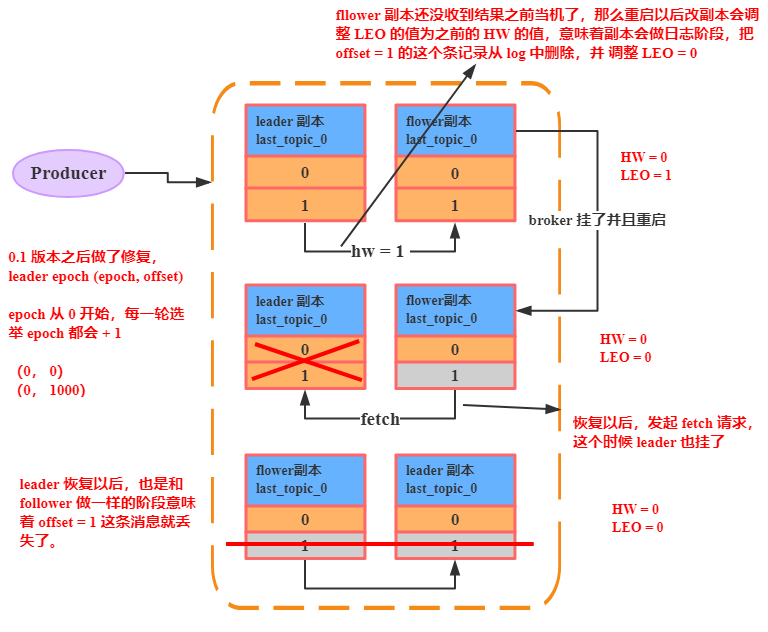 fllower 副本还没收到结果之前当机了，那么重启以后改副本会调
整 LEO 的值为之前的 HW 的值，意味着副本会做日志阶段，把
offset = 1 的这个条记录从 log 中删除，并 调整 LEO = 0
leader 副本
last_topic_0
0
1
flower副本
last_topic_0
0
1
Producer
HW = 0
LEO = 1
broker 挂了并且重启
hw = 1
0.1 版本之后做了修复，
leader epoch (epoch, offset)
epoch 从 0 开始，每一轮选
举 epoch 都会 + 1
（0， 0）
（0， 1000）
leader 副本
last_topic_0
0
1
flower副本
last_topic_0
0
1
HW = 0
LEO = 0
fetch
恢复以后，发起 fetch 请求，
这个时候 leader 也挂了
leader 恢复以后，也是和
follower 做一样的阶段意味
着 offset = 1 这条消息就丢
失了。
flower副本
last_topic_0
0
1
leader 副本
last_topic_0
0
1
HW = 0
LEO = 0